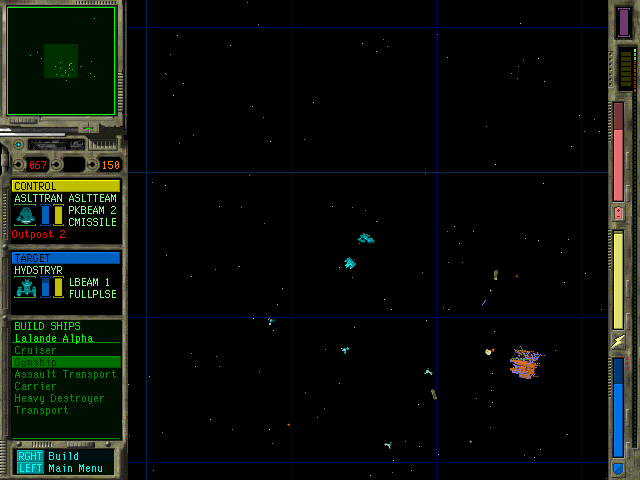 067 150
CONTROL
ASLTTRAN ASLTTEAM
PKBEAM 2
CMISSILE
Outpost 2
TARGET
HVDSTRYR
LBEAM 1
FULLPLSE
BUILD SHIPS
Lalande Alpha
Cruiser
Gunship
Assault Transport
Carrier
Heavy Destroyer
Transport
RGHT Build
LEFT Main Menu